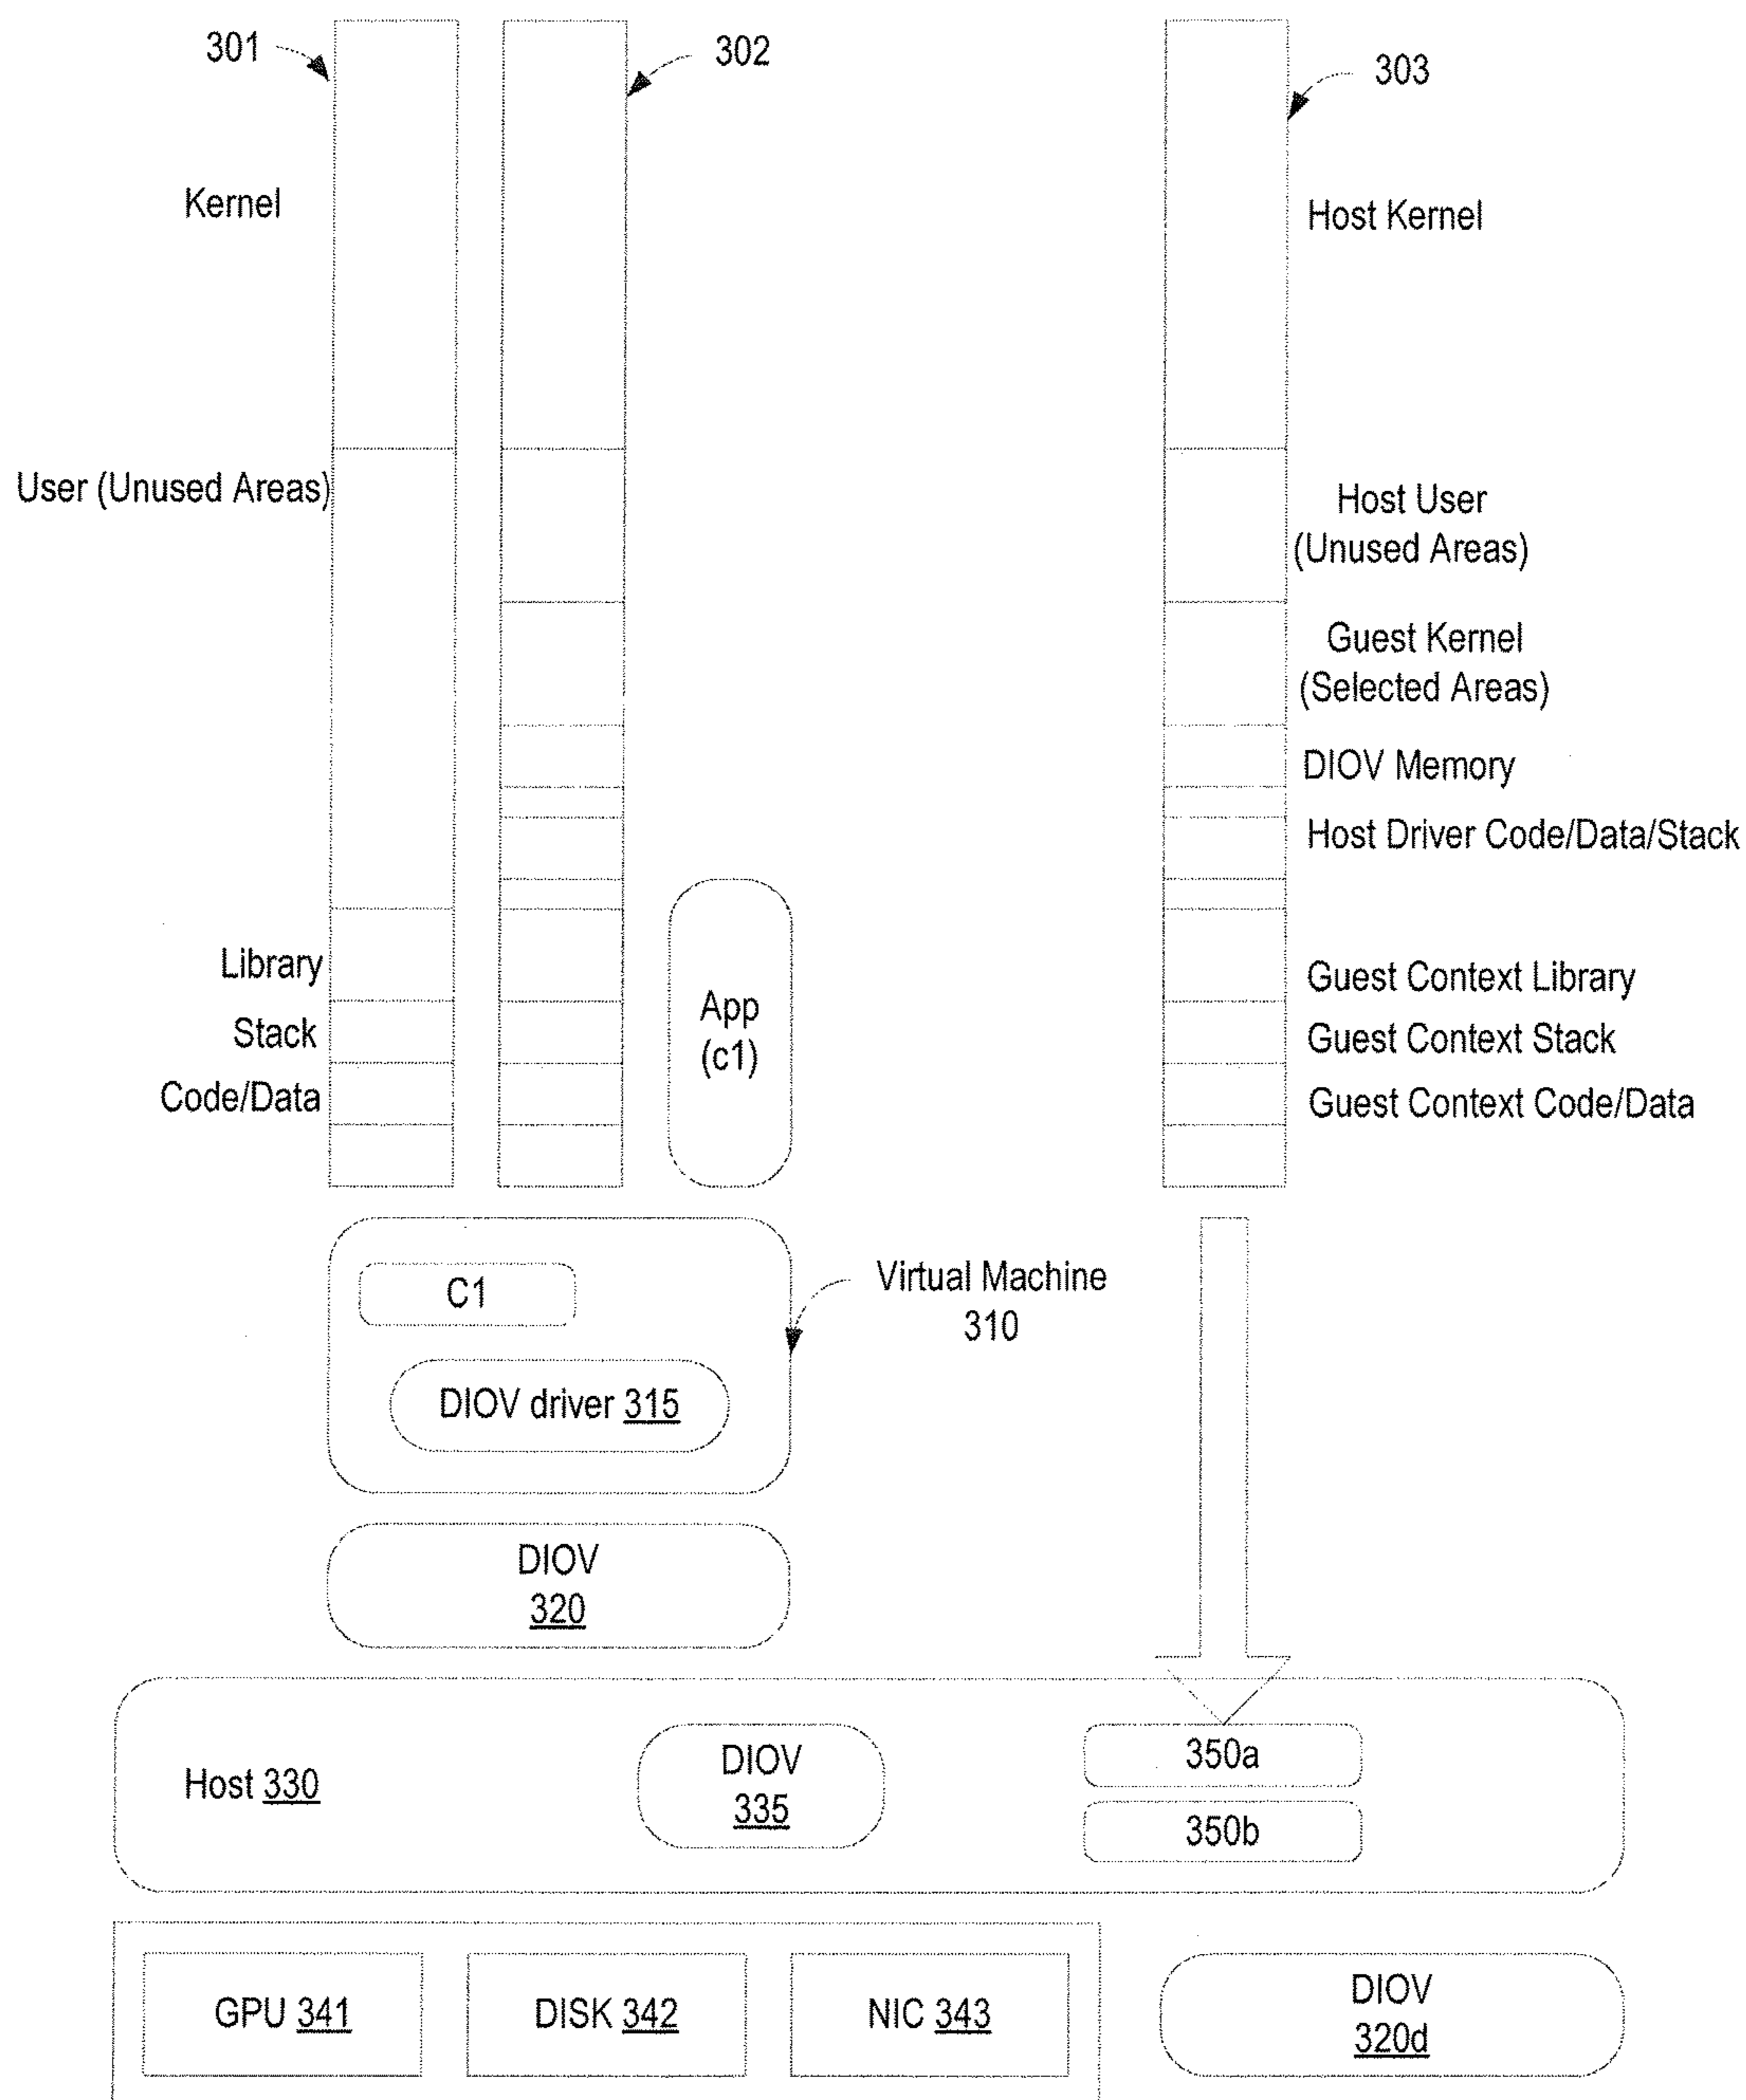 301
302
303
Kernel
Host Kernel
User (Unused Areas)
Host User
(Unused Areas)
Guest Kernel
(Selected Areas)
DIOV Memory
Host Driver Code/Data/Stack
Library
Stack
Code/Data
App
(c1)
Guest Context Library
Guest Context Stack
Guest Context Code/Data
C1
DIOV driver 315
Virtual Machine
310
DIOV
320
Host 330
DIOV
335
350a
350b
GPU 341
DISK 342
NIC 343
DIOV
320d